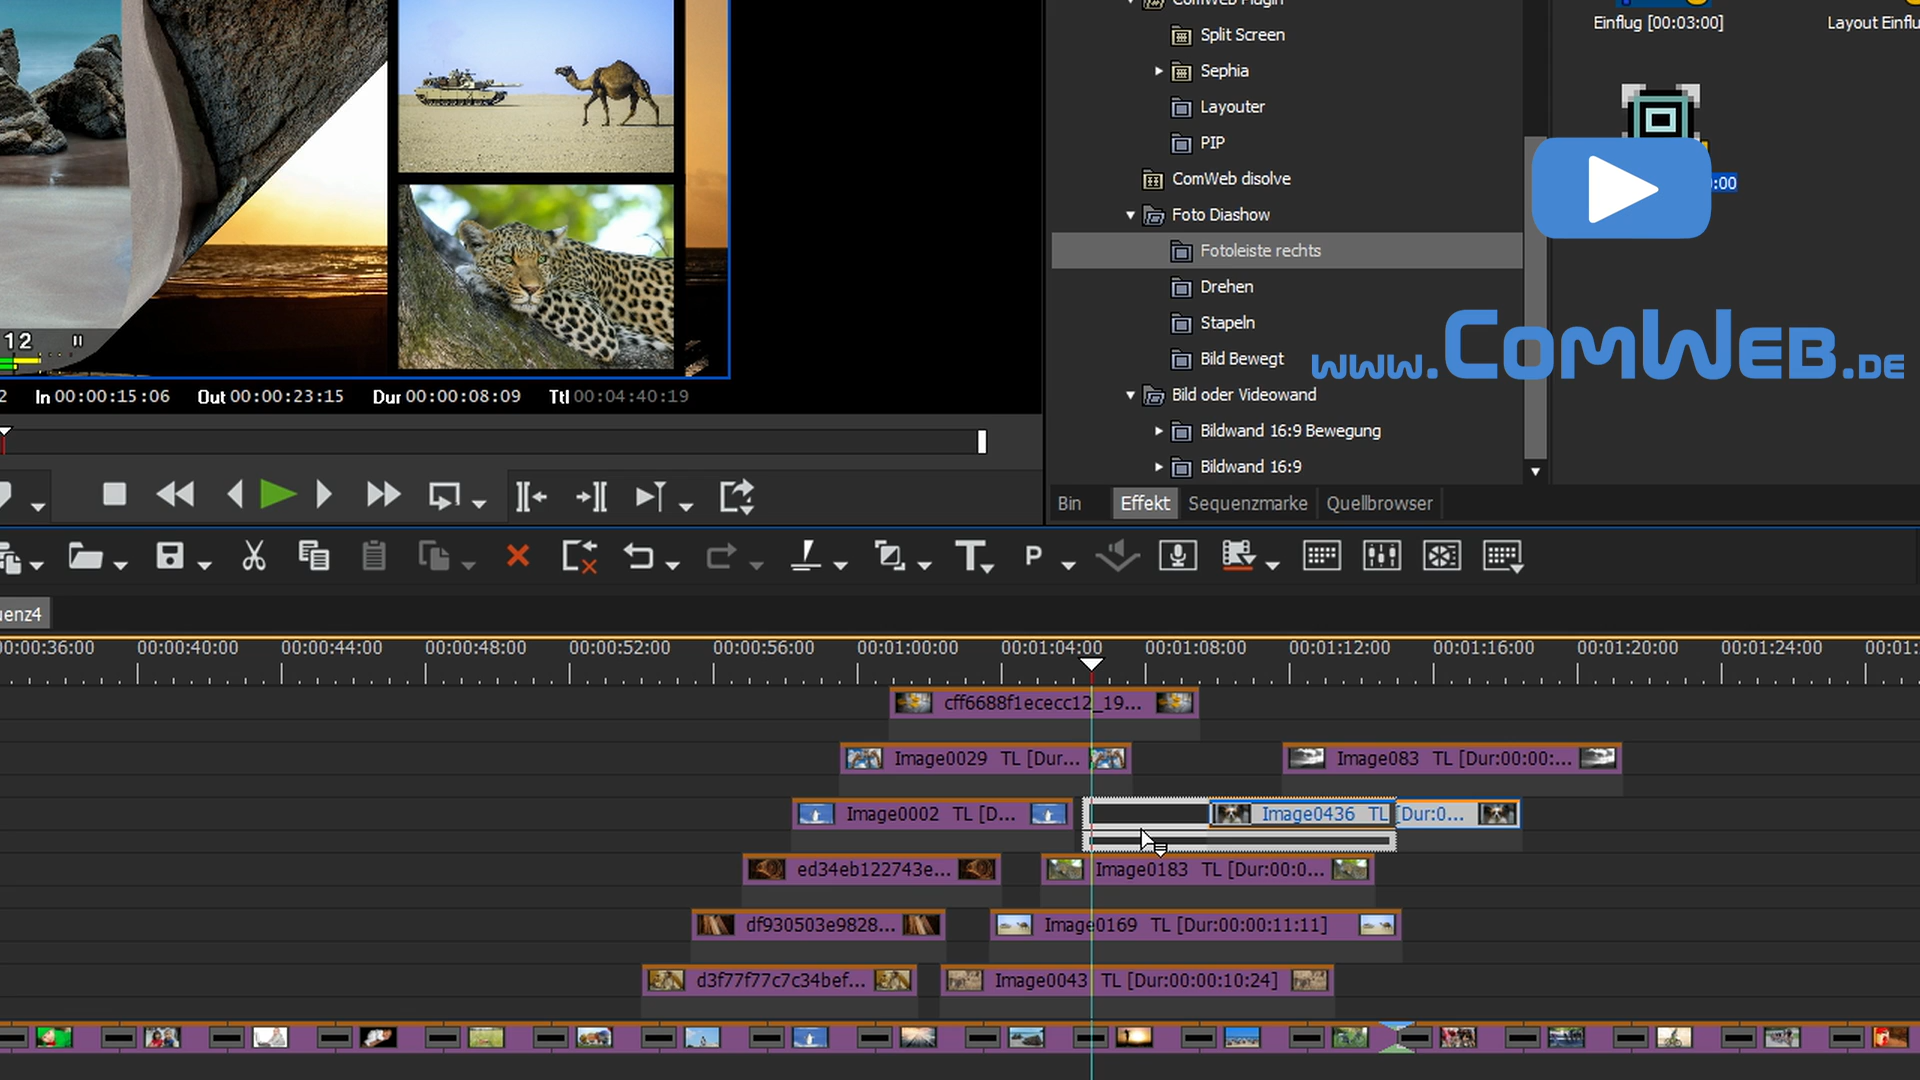 ComWeb Plugin
Split Screen
Sephia
Layouter
PIP
ComWeb disolve
Foto Diashow
Fotoleiste rechts
Drehen
Stapeln
Bild Bewegt
Bild oder Videowand
Bildwand 16:9 Bewegung
Bildwand 16:9
Einflug [00:03:00]
Layout Einflu
:00
www.ComWeb.de
12
2 In 00:00:15:06 Out 00:00:23:15 Dur 00:00:08:09 Ttl 00:04:40:19
Bin Effekt Sequenzmarke Quellbrowser
T P
uenz4
0:00:36:00 00:00:40:00 00:00:44:00 00:00:48:00 00:00:52:00 00:00:56:00 00:01:00:00 00:01:04:00 00:01:08:00 00:01:12:00 00:01:16:00 00:01:20:00 00:01:24:00 00:01:
cff6688f1ececc12_19...
Image0029 TL [Dur... Image083 TL [Dur:00:00:...
Image0002 TL [D... Image0436 TL [Dur:0...
ed34eb122743e... Image0183 TL [Dur:00:0...
df930503e9828... Image0169 TL [Dur:00:00:11:11]
d3f77f77c7c34bef... Image0043 TL [Dur:00:00:10:24]